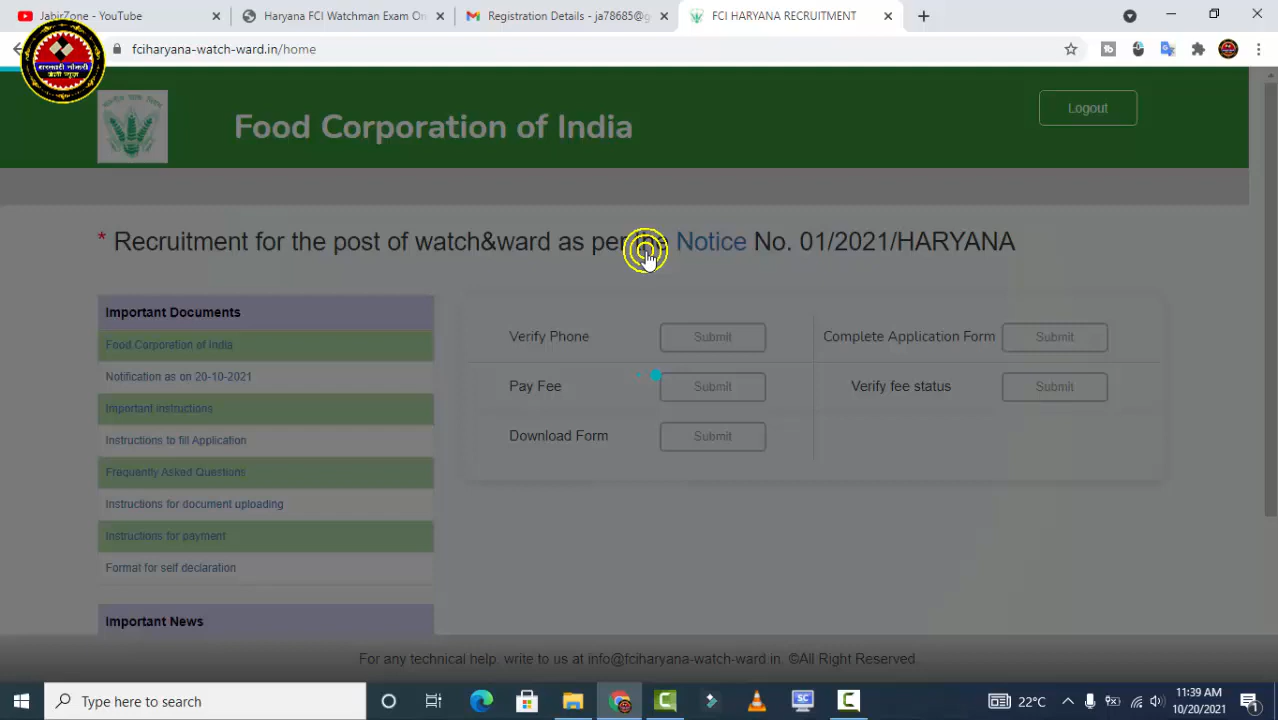 JabirZone - YouTube
Haryana FCI Watchman Exam On
Registration Details - ja78685@g
FCI HARYANA RECRUITMENT
fciharyana-watch-ward.in/home
सरकारी नौकरी
डेली न्यूज़
Food Corporation of India
Logout
* Recruitment for the post of watch&ward as per the Notice No. 01/2021/HARYANA
Important Documents
Food Corporation of India
Notification as on 20-10-2021
Important Instructions
Instructions to fill Application
Frequently Asked Questions
Instructions for document uploading
Instructions for payment
Format for self declaration
Important News
Verify Phone
Submit
Complete Application Form
Submit
Pay Fee
Submit
Verify fee status
Submit
Download Form
Submit
For any technical help. write to us at info@fciharyana-watch-ward.in. ©All Right Reserved.
Type here to search
SC
22°C
11:39 AM
10/20/2021
1